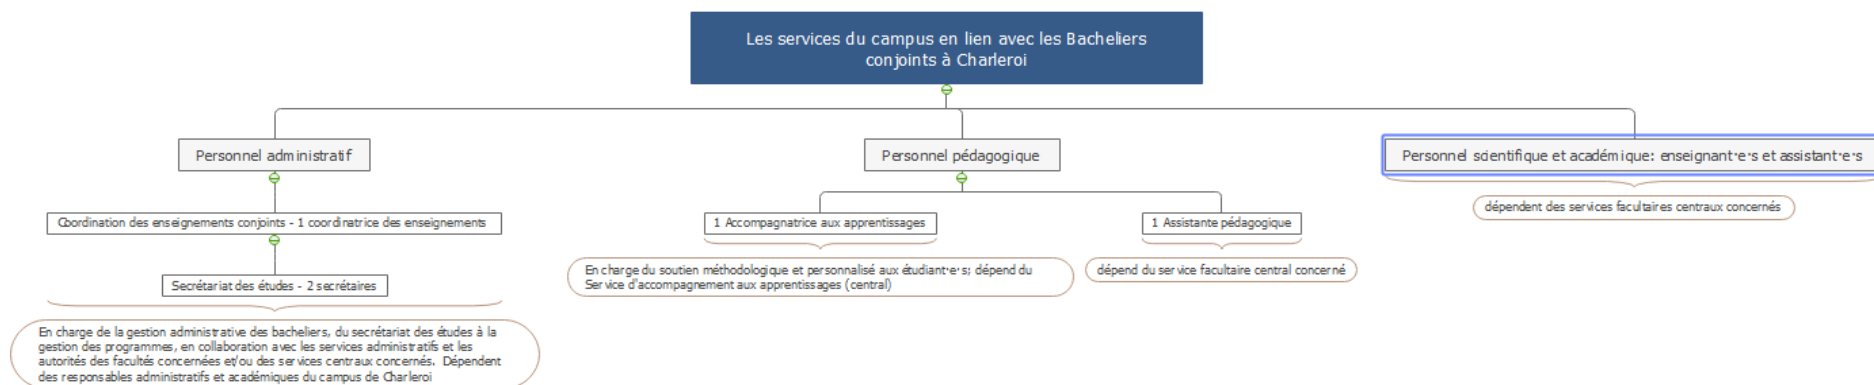 Les services du campus en lien avec les Bacheliers
conjoints à Charleroi
Personnel administratif
Personnel pédagogique
Personnel scientifique et académique: enseignant·e·s et assistant·e·s
dépendent des services facultaires centraux concernés
Coordination des enseignements conjoints - 1 coordinatrice des enseignements
1 Accompagnatrice aux apprentissages
1 Assistante pédagogique
En charge du soutien méthodologique et personnalisé aux étudiant·e·s; dépend du
Service d'accompagnement aux apprentissages (central)
dépend du service facultaire central concerné
Secrétariat des études - 2 secrétaires
En charge de la gestion administrative des bacheliers, du secrétariat des études à la
gestion des programmes, en collaboration avec les services administratifs et les
autorités des facultés concernées et/ou des services centraux concernés. Dépendent
des responsables administratifs et académiques du campus de Charleroi